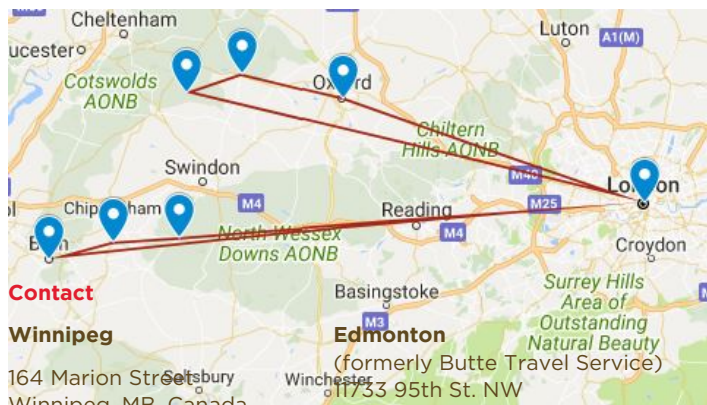 Cheltenham
Luton
A1(M)
ucester
Cotswolds
AONB
Oxford
Chiltern
Hills AONB
M40
Swindon
London
M25
M4
Chippenham
Reading
M4
North Wessex
Downs AONB
Croydon
Contact
Basingstoke
Surrey Hills
Area of
Outstanding
Natural Beauty
M3
Winnipeg
Edmonton
(formerly Butte Travel Service)
164 Marion Street
Salisbury
Winchester
11733 95th St. NW
Winnipeg, MB, Canada